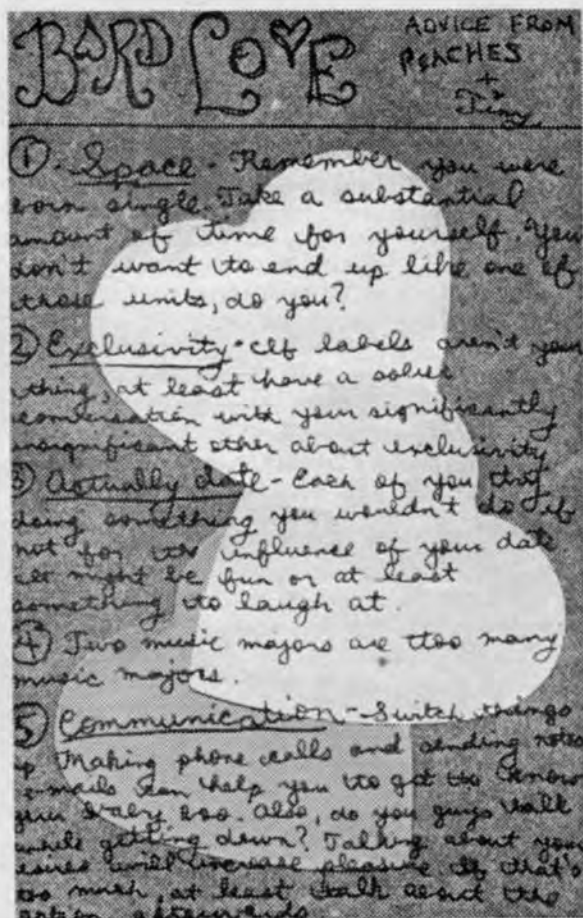 BARD LOVE
ADVICE FROM
PEACHES
+
Tiny
1. Space - Remember you were
born single. Take a substantial
amount of time for yourself. You
don't want to end up like one of
those units, do you?
2 Exclusivity - If labels aren't your
thing, at least have a sober
conversation with your significantly
insignificant other about exclusivity
3 Actually date - Each of you try
doing something you wouldn't do if
not for the influence of your date
It might be fun or at least
something to laugh at.
4 Two music majors are too many
music majors.
5 Communication - Switch things
up Making phone calls and sending notes
e-mails can help you to get to know
your baby boo. Also, do you guys talk
while getting down? Talking about your
desires will increase pleasure. If that's
too much, at least talk about the
action afterwards